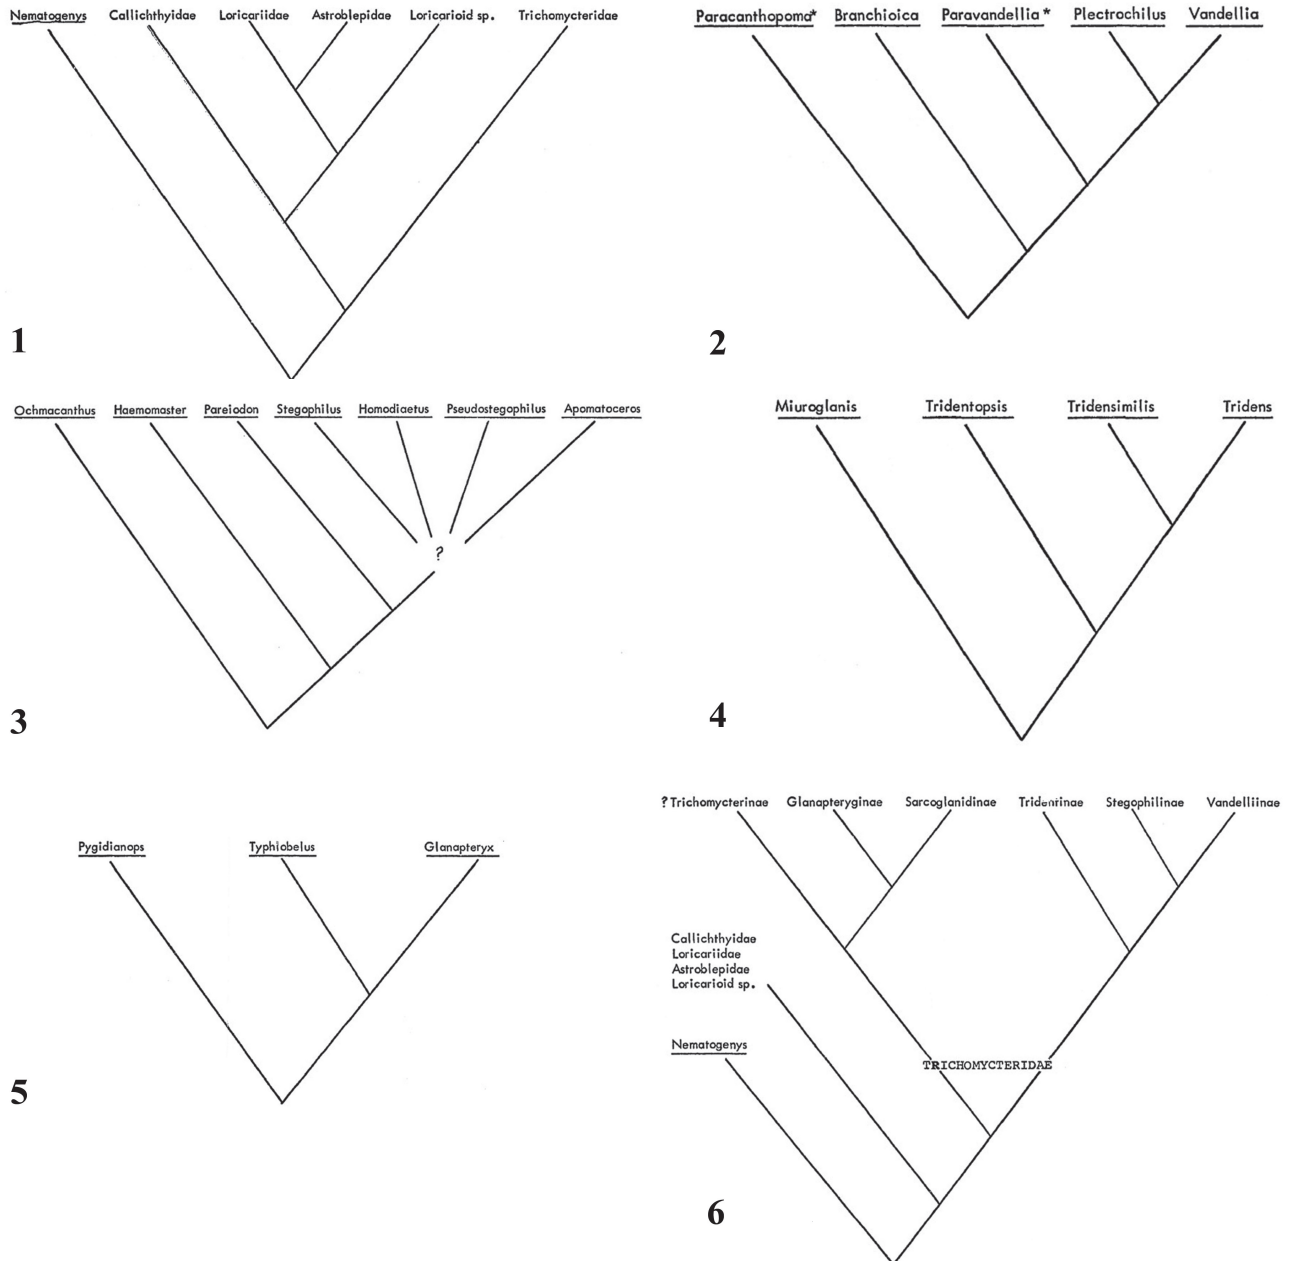 Nematogenys Callichthyidae Loricariidae Astroblepidae Loricarioid sp. Trichomycteridae
1
Paracanthopoma* Branchioica Paravandellia* Plectrochilus Vandellia
2
Ochmacanthus Haemomaster Pareiodon Stegophilus Homodiaetus Pseudostegophilus Apomatoceros
?
3
Miuroglanis Tridentopsis Tridensimilis Tridens
4
Pygidianops Typhlobelus Glanapteryx
5
?Trichomycterinae Glanapteryginae Sarcoglanidinae Tridentinae Stegophilinae Vandelliinae
Callichthyidae
Loricariidae
Astroblepidae
Loricarioid sp.
Nematogenys
TRICHOMYCTERIDAE
6